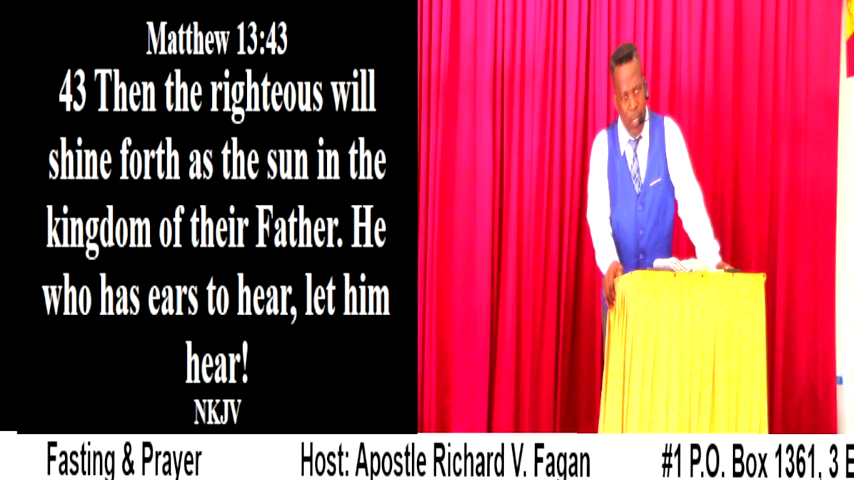 Matthew 13:43
43 Then the righteous will
shine forth as the sun in the
kingdom of their Father. He
who has ears to hear, let him
hear!
NKJV
Fasting & Prayer Host: Apostle Richard V. Fagan #1 P.O. Box 1361, 3